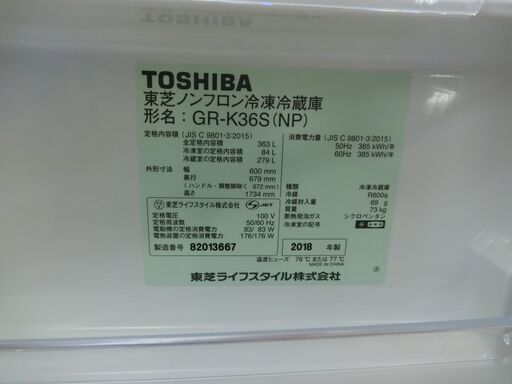 TOSHIBA
東芝ノンフロン冷凍冷蔵庫
形名：GR-K36S(NP)
定格内容積（JIS C 9801-3:2015）
全定格内容積 363 L
冷凍室の定格内容積 84 L
冷蔵室の定格内容積 279 L
外形寸法 幅 600 mm
奥行 679 mm
（ハンドル・調整脚除く 672 mm）
高さ 1734 mm
東芝ライフスタイル株式会社 S JET
定格電圧 100 V
定格周波数 50/60 Hz
電動機の定格消費電力 83/ 83 W
電熱装置の定格消費電力 176/176 W
製造番号 82013667
消費電力量（JIS C 9801-3:2015）
50Hz 385 kWh/年
60Hz 385 kWh/年
種類 冷凍冷蔵庫
冷媒 R600a
冷媒封入量 69 g
質量 73 kg
断熱発泡ガス シクロペンタン
冷凍室の記号
2018 年製
温度ヒューズ 76 ℃ または 77 ℃
MADE IN CHINA
東芝ライフスタイル株式会社
Ⓐ